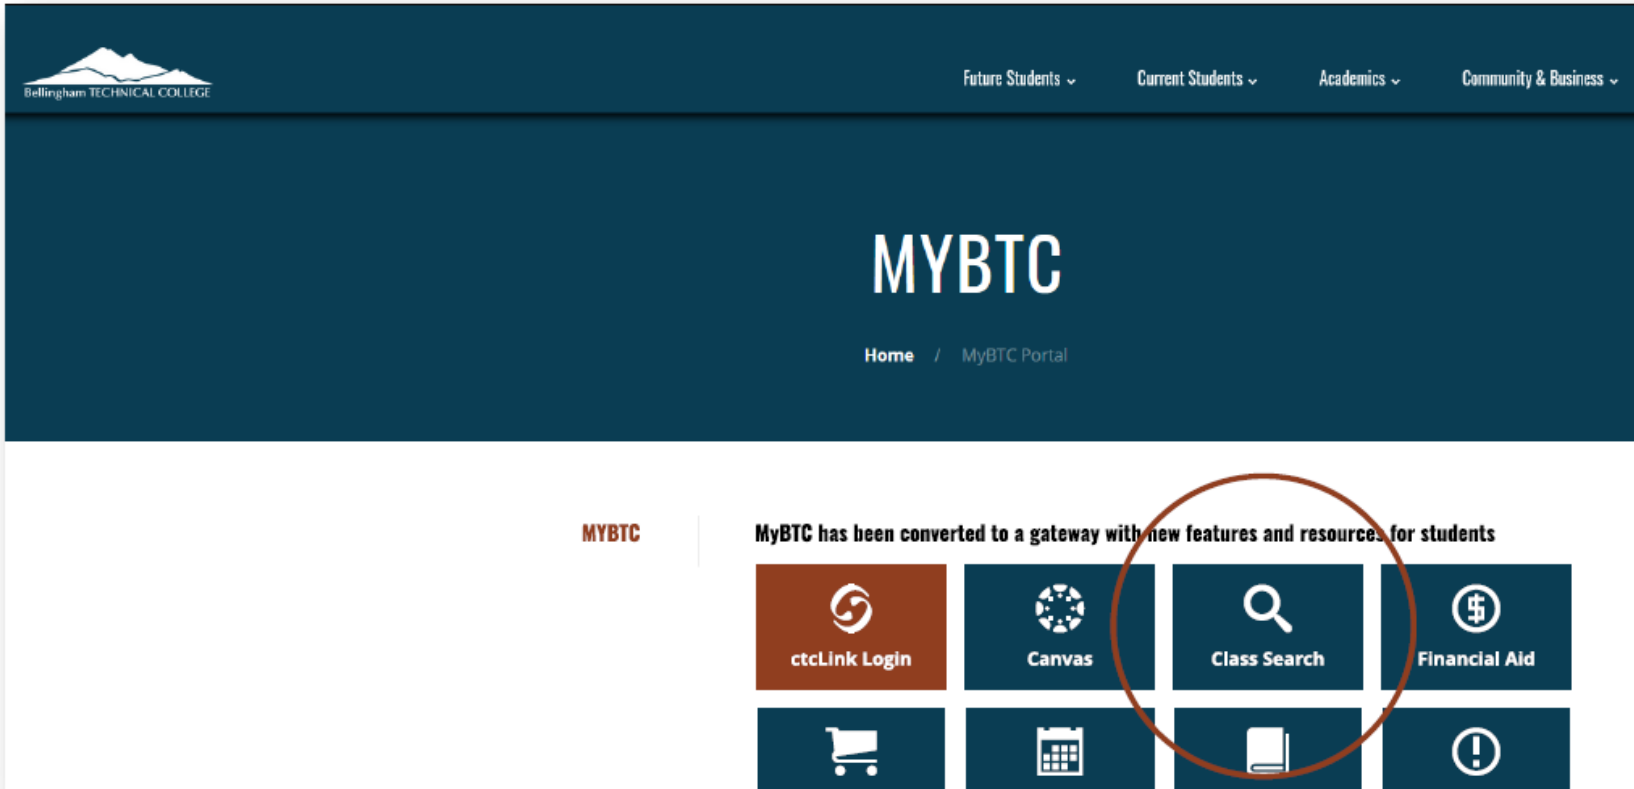 Bellingham TECHNICAL COLLEGE
Future Students
Current Students
Academics
Community & Business
MYBTC
Home / MyBTC Portal
MYBTC
MyBTC has been converted to a gateway with new features and resources for students
ctcLink Login
Canvas
Class Search
Financial Aid